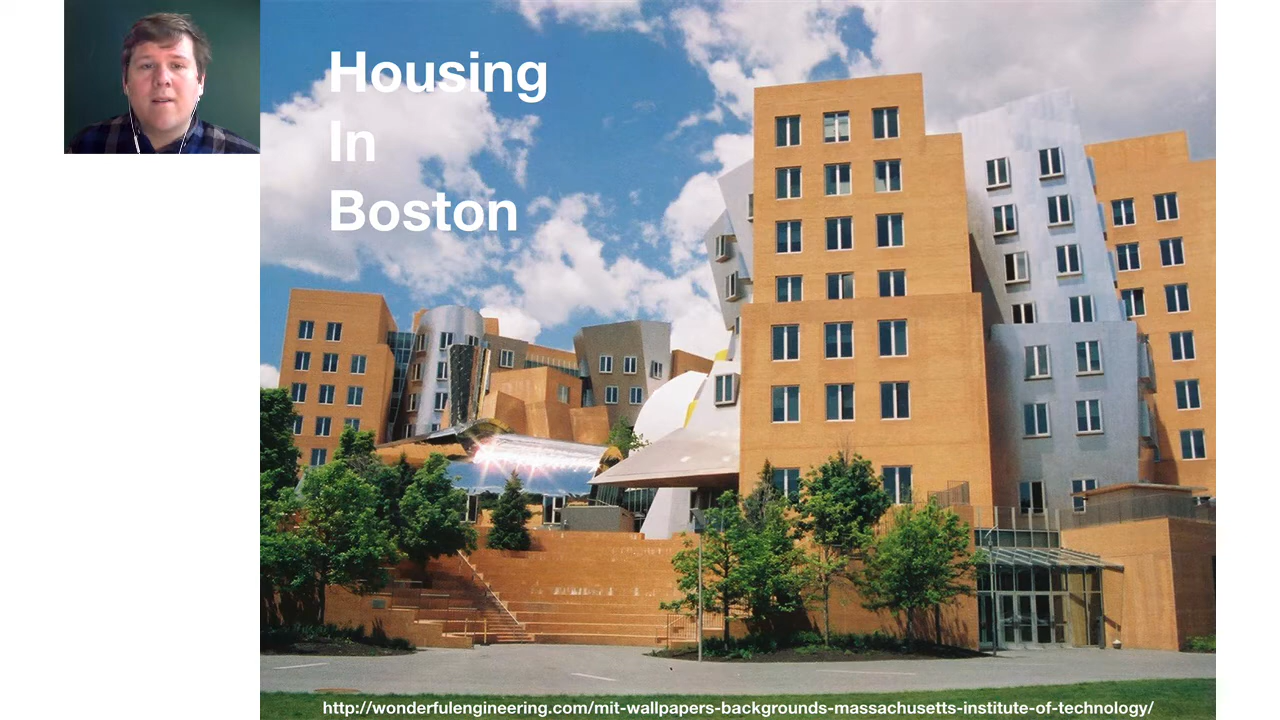 Housing
In
Boston
http://wonderfulengineering.com/mit-wallpapers-backgrounds-massachusetts-institute-of-technology/